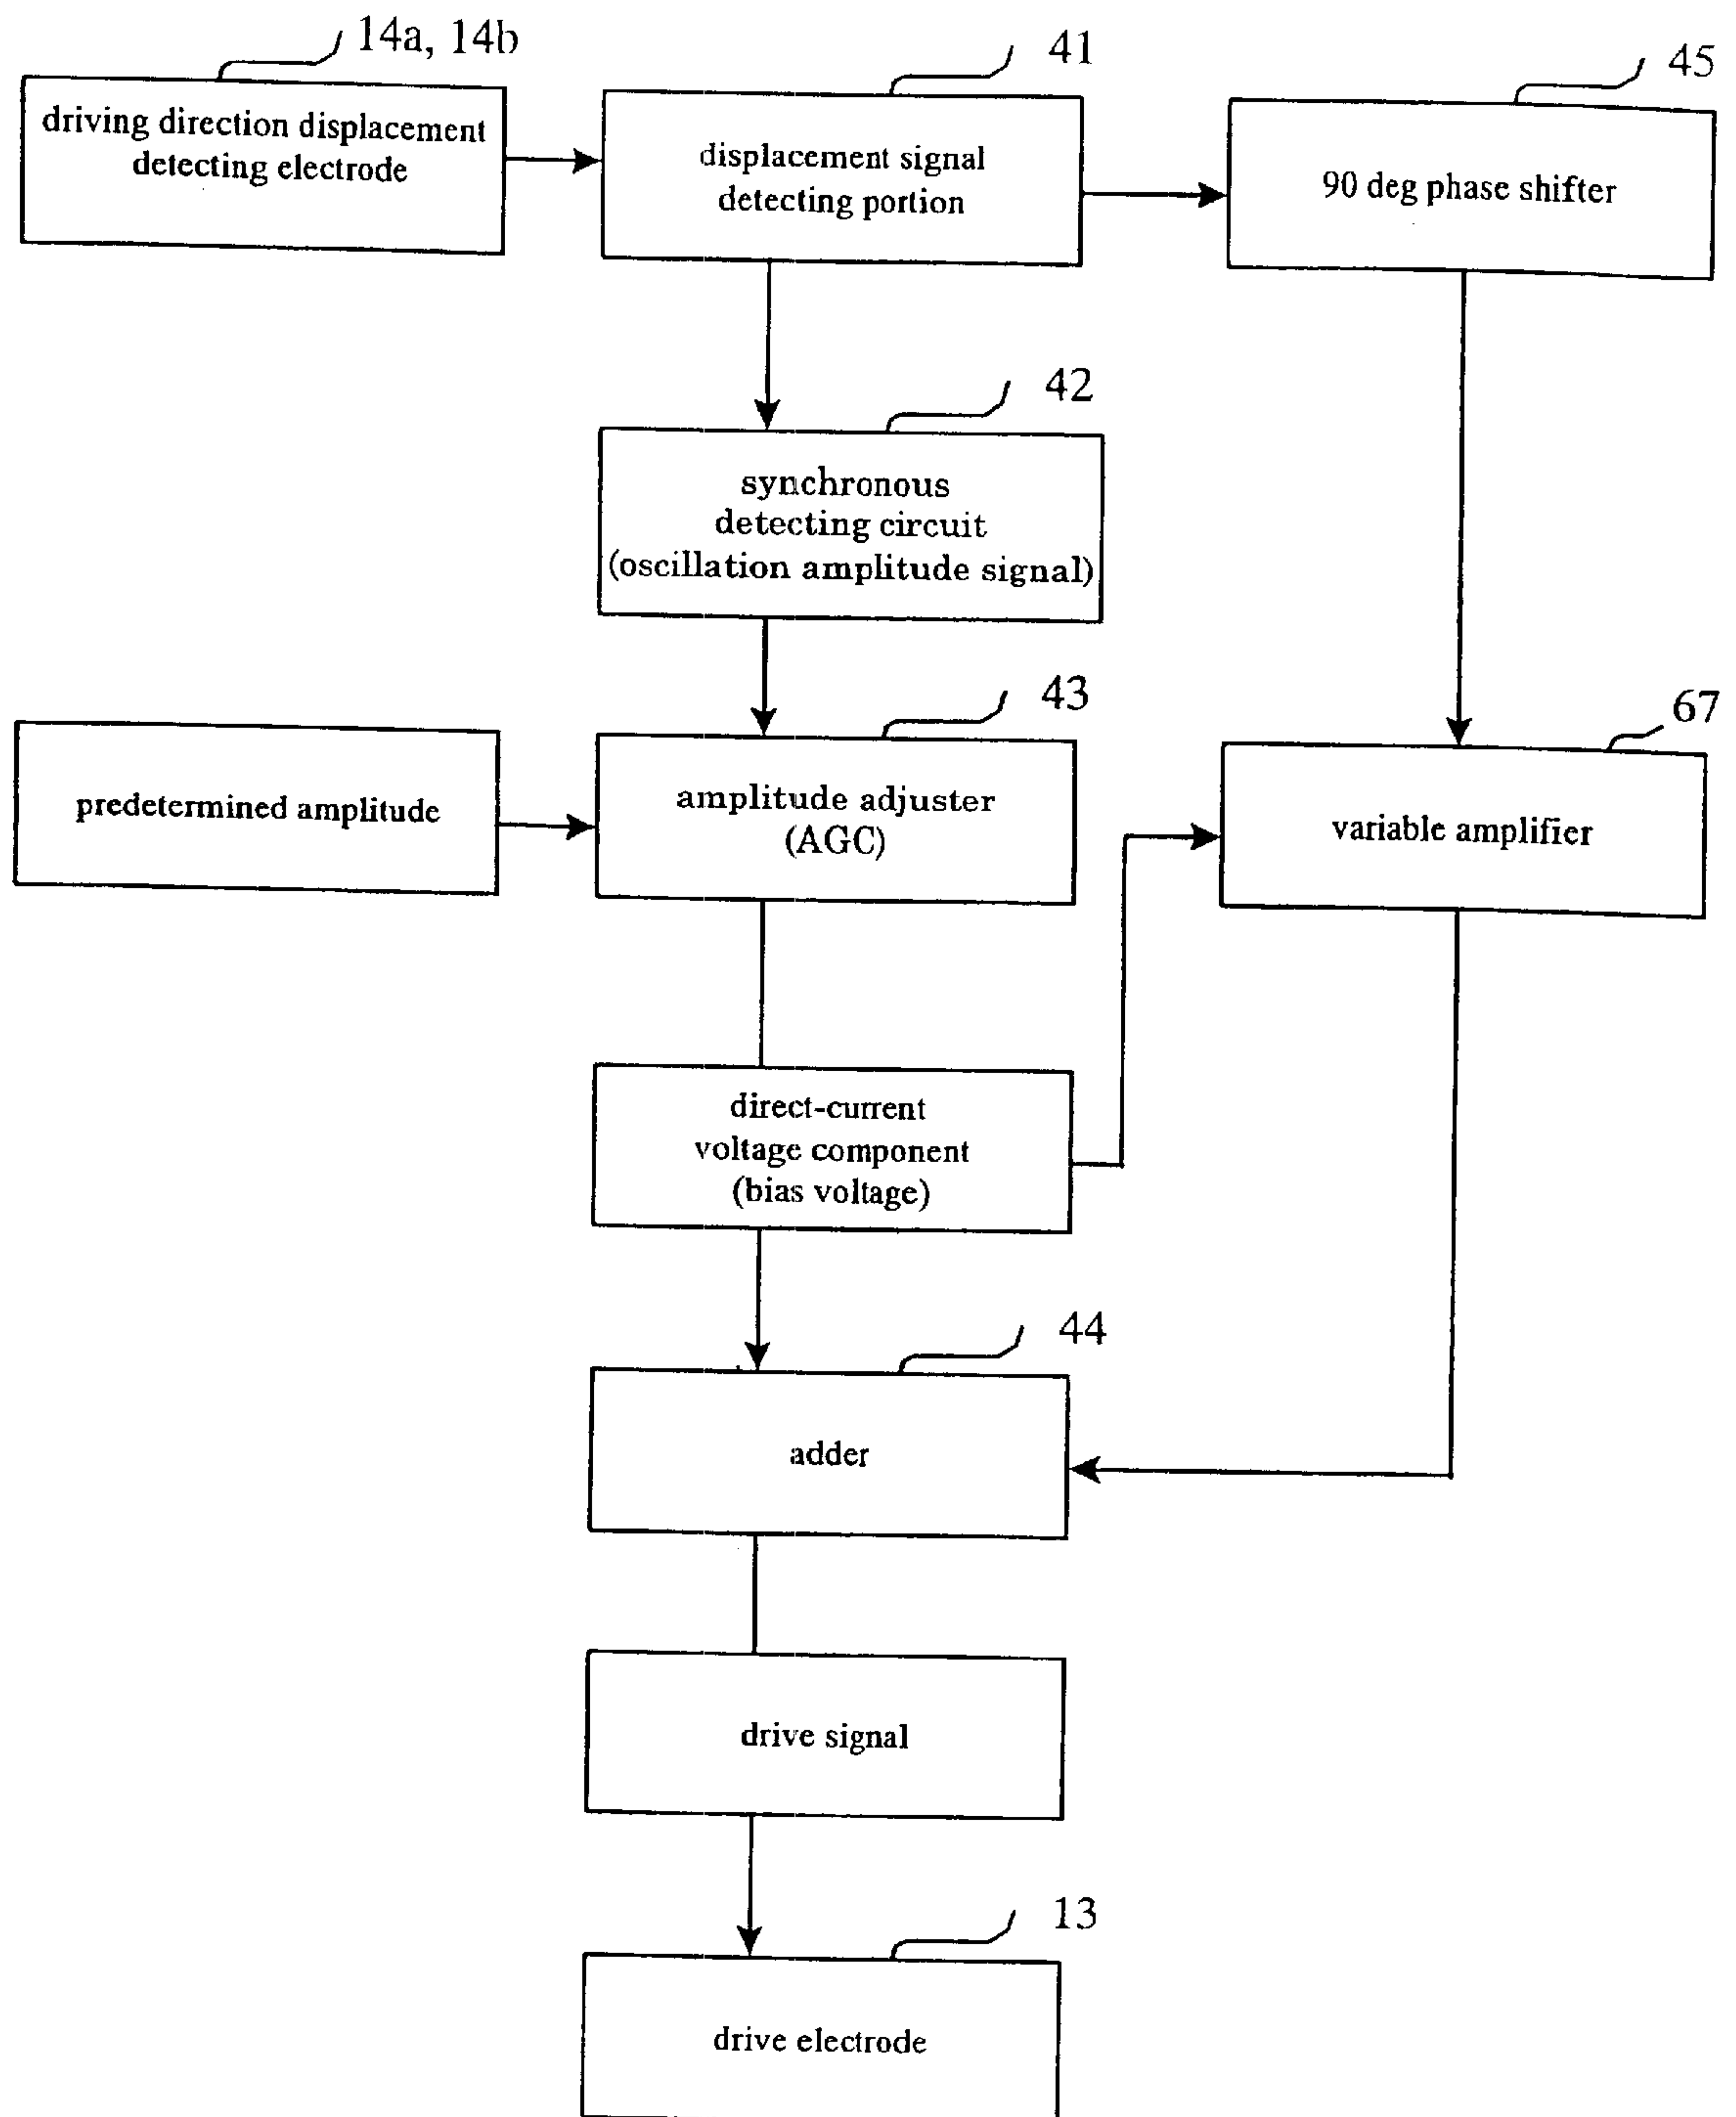 14a, 14b
41
45
driving direction displacement
detecting electrode
displacement signal
detecting portion
90 deg phase shifter
42
synchronous
detecting circuit
(oscillation amplitude signal)
43
67
predetermined amplitude
amplitude adjuster
(AGC)
variable amplifier
direct-current
voltage component
(bias voltage)
44
adder
drive signal
13
drive electrode